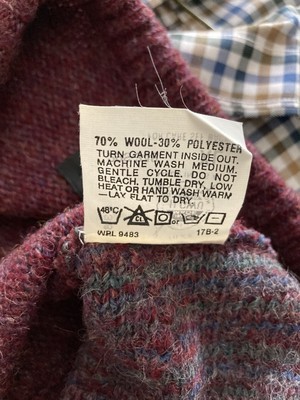 70% WOOL-30% POLYESTER
TURN GARMENT INSIDE OUT.
MACHINE WASH MEDIUM.
GENTLE CYCLE. DO NOT
BLEACH. TUMBLE DRY, LOW
HEAT OR HAND WASH WARM
—LAY FLAT TO DRY.
48°C
WPL 9483 17B-2